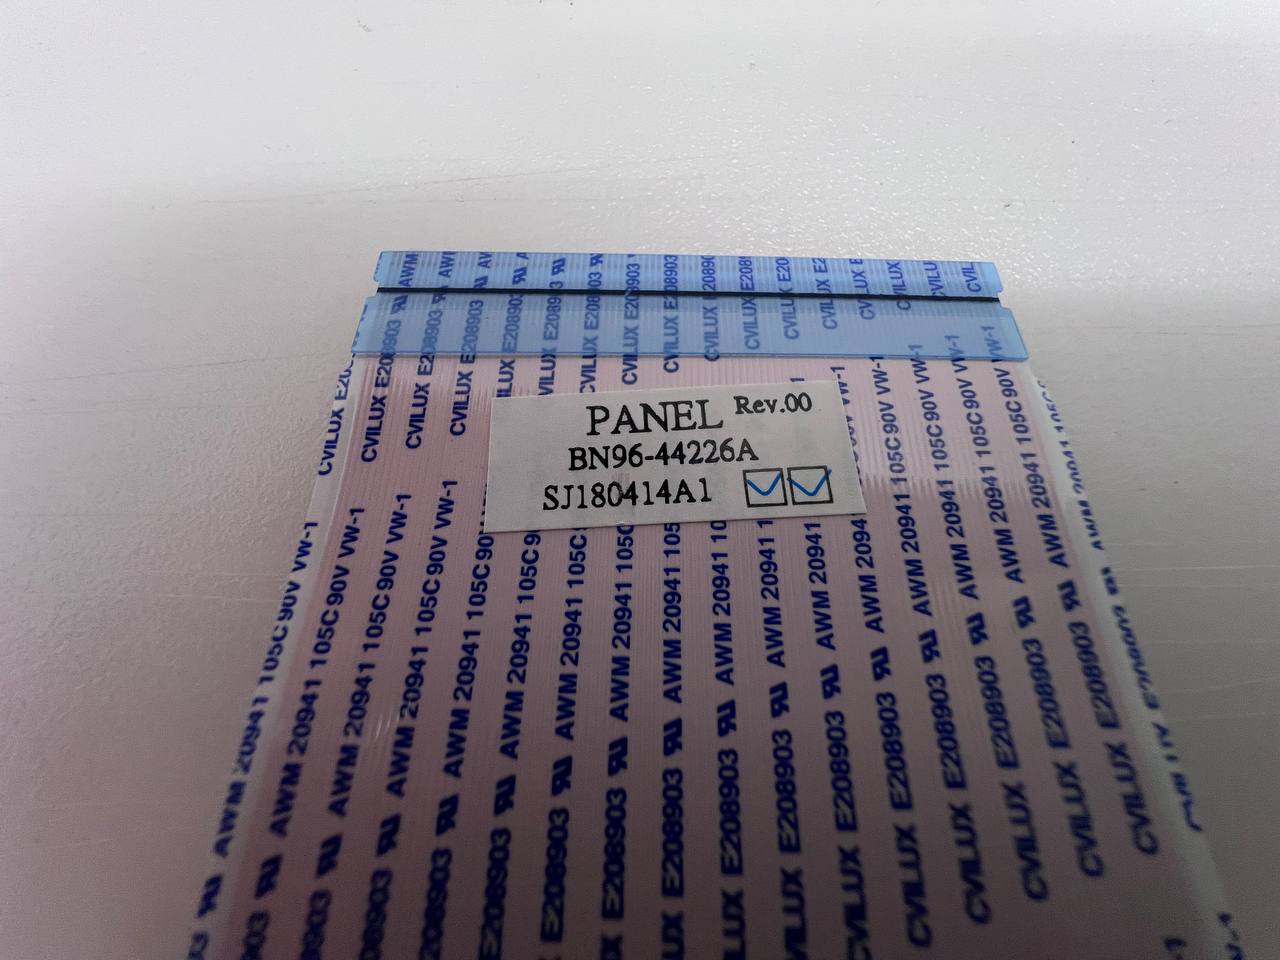 PANEL Rev.00
BN96-44226A
SJ180414A1
CVILUX E208903 AWM 20941 105C 90V VW-1